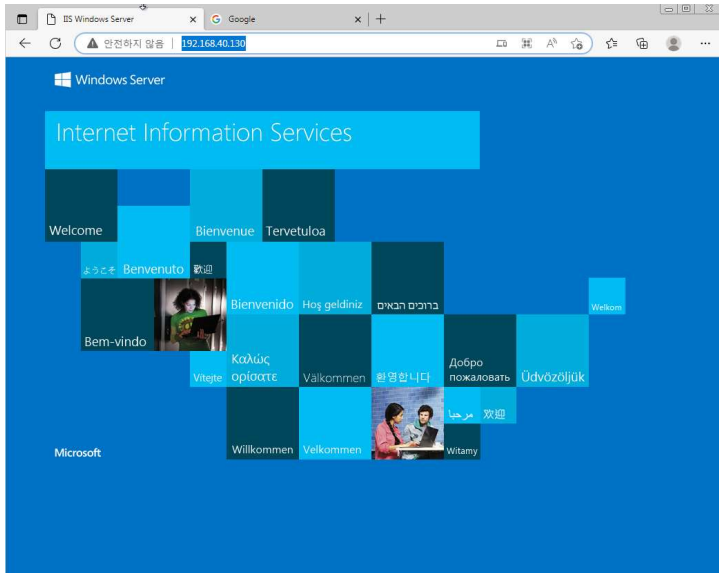 IIS Windows Server
Google
안전하지 않음
192.168.40.130
Windows Server
Internet Information Services
Welcome
Bienvenue
Tervetuloa
ようこそ
Benvenuto
歡迎
Bienvenido
Hoş geldiniz
ברוכים הבאים
Welkom
Bem-vindo
Vítejte
Καλώς
ορίσατε
Välkommen
환영합니다
Добро
пожаловать
Üdvözöljük
Willkommen
Velkommen
مرحبا
欢迎
Witamy
Microsoft